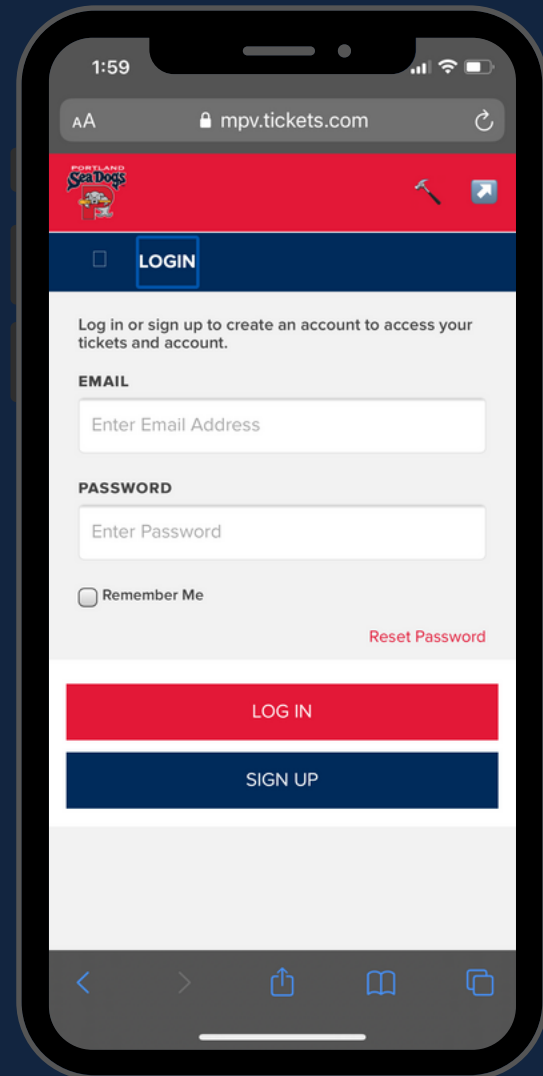 1:59
AA mpv.tickets.com
PORTLAND
Sea Dogs
LOGIN
Log in or sign up to create an account to access your
tickets and account.
EMAIL
Enter Email Address
PASSWORD
Enter Password
Remember Me
Reset Password
LOG IN
SIGN UP